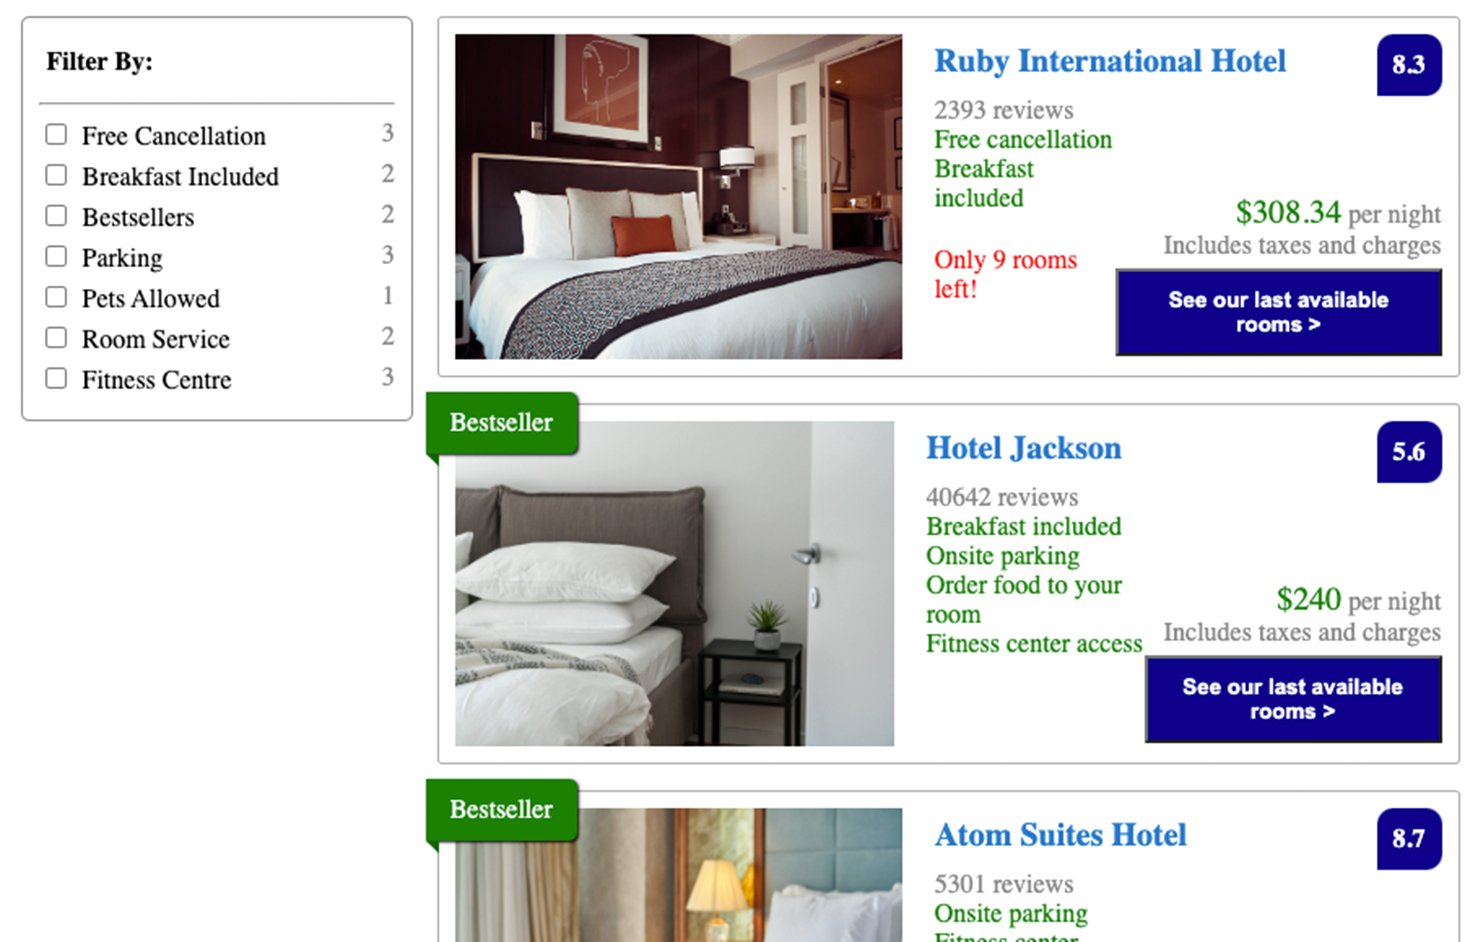 Filter By:
Free Cancellation 3
Breakfast Included 2
Bestsellers 2
Parking 3
Pets Allowed 1
Room Service 2
Fitness Centre 3
Ruby International Hotel
8.3
2393 reviews
Free cancellation
Breakfast
included
$308.34 per night
Includes taxes and charges
Only 9 rooms
left!
See our last available
rooms >
Bestseller
Hotel Jackson
5.6
40642 reviews
Breakfast included
Onsite parking
Order food to your
room
Fitness center access
$240 per night
Includes taxes and charges
See our last available
rooms >
Bestseller
Atom Suites Hotel
8.7
5301 reviews
Onsite parking
Fitness center